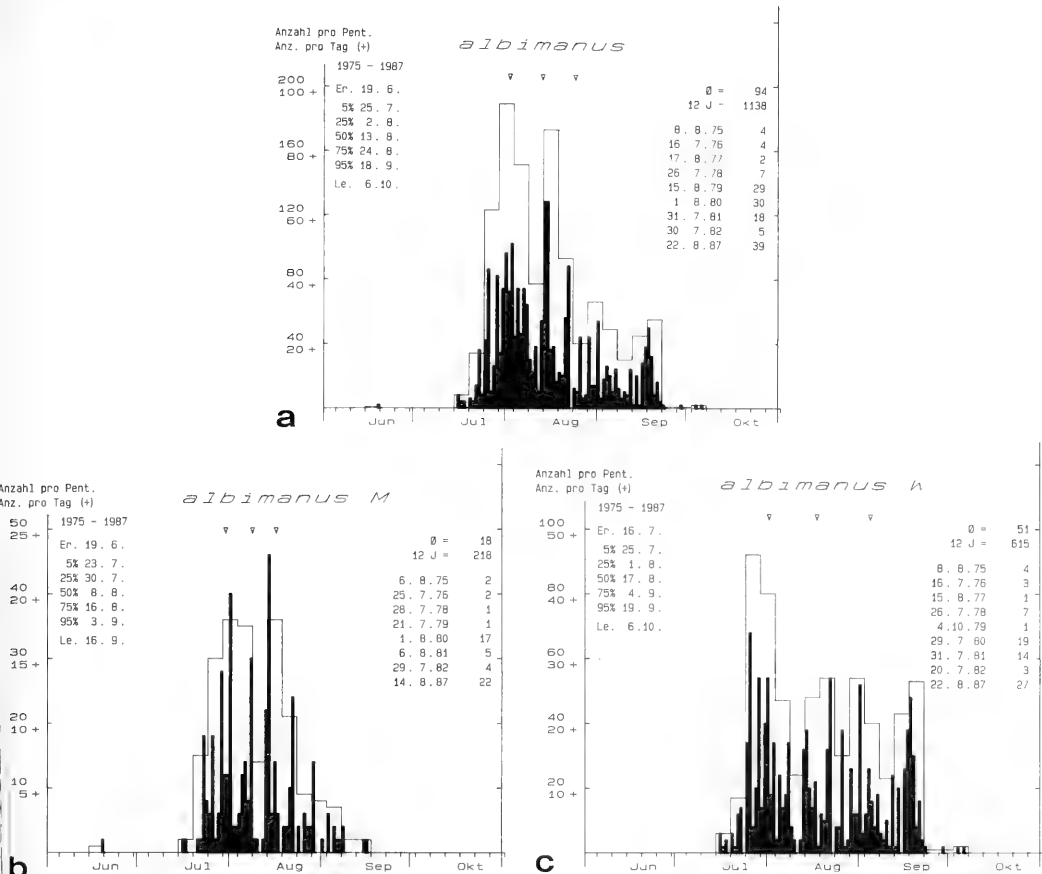 Anzahl pro Pent.
Anz. pro Tag (+)
albimanus
1975 - 1987
Er. 19. 6.
5% 25. 7.
25% 2. 8.
50% 13. 8.
75% 24. 8.
95% 18. 9.
Le. 6.10.
200
100 +
160
80 +
120
60 +
80
40 +
40
20 +
Ø = 94
12 J - 1138
8. 8.75 4
16 7.76 4
17. 8.77 2
26 7.78 7
15. 8.79 29
1 8.80 30
31. 7.81 18
30 7.82 5
22. 8.87 39
a
Jun Jul Aug Sep Okt
Anzahl pro Pent.
Anz. pro Tag (+)
albimanus M
1975 - 1987
Er. 19. 6.
5% 23. 7.
25% 30. 7.
50% 8. 8.
75% 16. 8.
95% 3. 9.
Le. 16. 9.
50
25 +
40
20 +
30
15 +
20
10 +
10
5 +
Ø = 18
12 J = 218
6. 8.75 2
25. 7.76 2
28. 7.78 1
21. 7.79 1
1. 8.80 17
6. 8.81 5
29. 7.82 4
14. 8.87 22
b
Jun Jul Aug Sep Okt
Anzahl pro Pent.
Anz. pro Tag (+)
albimanus W
1975 - 1987
Er. 16. 7.
5% 25. 7.
25% 1. 8.
50% 17. 8.
75% 4. 9.
95% 19. 9.
Le. 6.10.
100
50 +
80
40 +
60
30 +
40
20 +
20
10 +
Ø = 51
12 J = 615
8. 8.75 4
16. 7.76 3
15. 8.77 1
26. 7.78 7
4.10.79 1
29. 7 80 19
31. 7.81 14
20. 7.82 3
22. 8.87 27
c
Jun Jul Aug Sep Okt